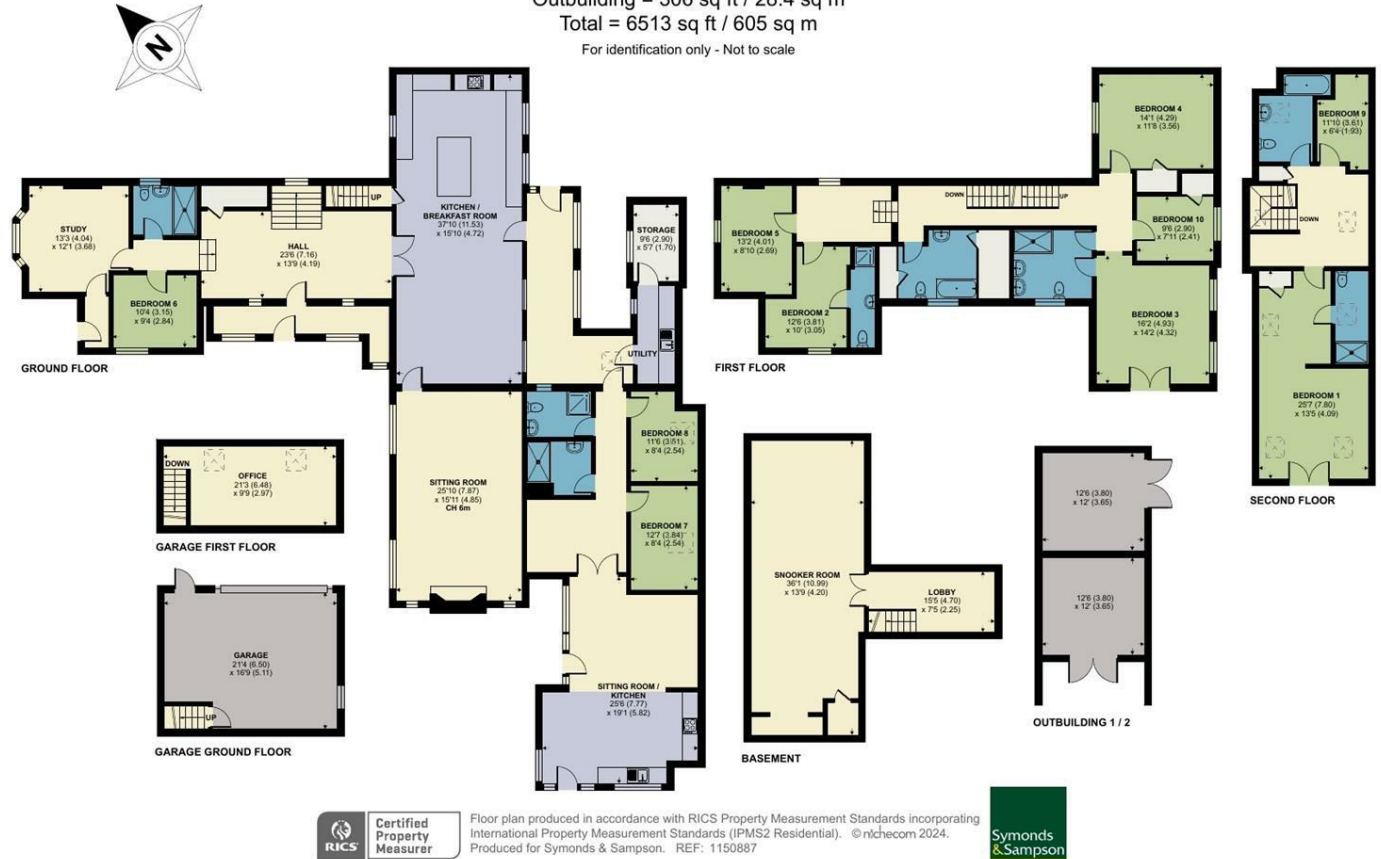 Outbuilding = 306 sq ft / 28.4 sq m
Total = 6513 sq ft / 605 sq m
For identification only - Not to scale
N
STUDY
13'3 (4.04)
x 12'1 (3.68)
BEDROOM 6
10'4 (3.15)
x 9'4 (2.84)
HALL
23'6 (7.16)
x 13'9 (4.19)
UP
KITCHEN /
BREAKFAST ROOM
37'10 (11.53)
x 15'10 (4.72)
STORAGE
9'6 (2.90)
x 5'7 (1.70)
UTILITY
GROUND FLOOR
SITTING ROOM
25'10 (7.87)
x 15'11 (4.85)
CH 6m
BEDROOM 8
11'6 (3.51)
x 8'4 (2.54)
BEDROOM 7
12'7 (3.84)
x 8'4 (2.54)
SITTING ROOM /
KITCHEN
25'6 (7.77)
x 19'1 (5.82)
DOWN
OFFICE
21'3 (6.48)
x 9'9 (2.97)
GARAGE FIRST FLOOR
GARAGE
21'4 (6.50)
x 16'9 (5.11)
UP
GARAGE GROUND FLOOR
BEDROOM 5
13'2 (4.01)
x 8'10 (2.69)
BEDROOM 2
12'6 (3.81)
x 10' (3.05)
DOWN
UP
BEDROOM 4
14'1 (4.29)
x 11'8 (3.56)
BEDROOM 10
9'6 (2.90)
x 7'11 (2.41)
BEDROOM 3
16'2 (4.93)
x 14'2 (4.32)
FIRST FLOOR
BEDROOM 9
11'10 (3.61)
x 6'4 (1.93)
DOWN
BEDROOM 1
25'7 (7.80)
x 13'5 (4.09)
SECOND FLOOR
SNOOKER ROOM
36'1 (10.99)
x 13'9 (4.20)
LOBBY
15'5 (4.70)
x 7'5 (2.25)
BASEMENT
12'6 (3.80)
x 12' (3.65)
12'6 (3.80)
x 12' (3.65)
OUTBUILDING 1 / 2
RICS
Certified
Property
Measurer
Floor plan produced in accordance with RICS Property Measurement Standards incorporating
International Property Measurement Standards (IPMS2 Residential). © nichecom 2024.
Produced for Symonds & Sampson. REF: 1150887
Symonds
&Sampson